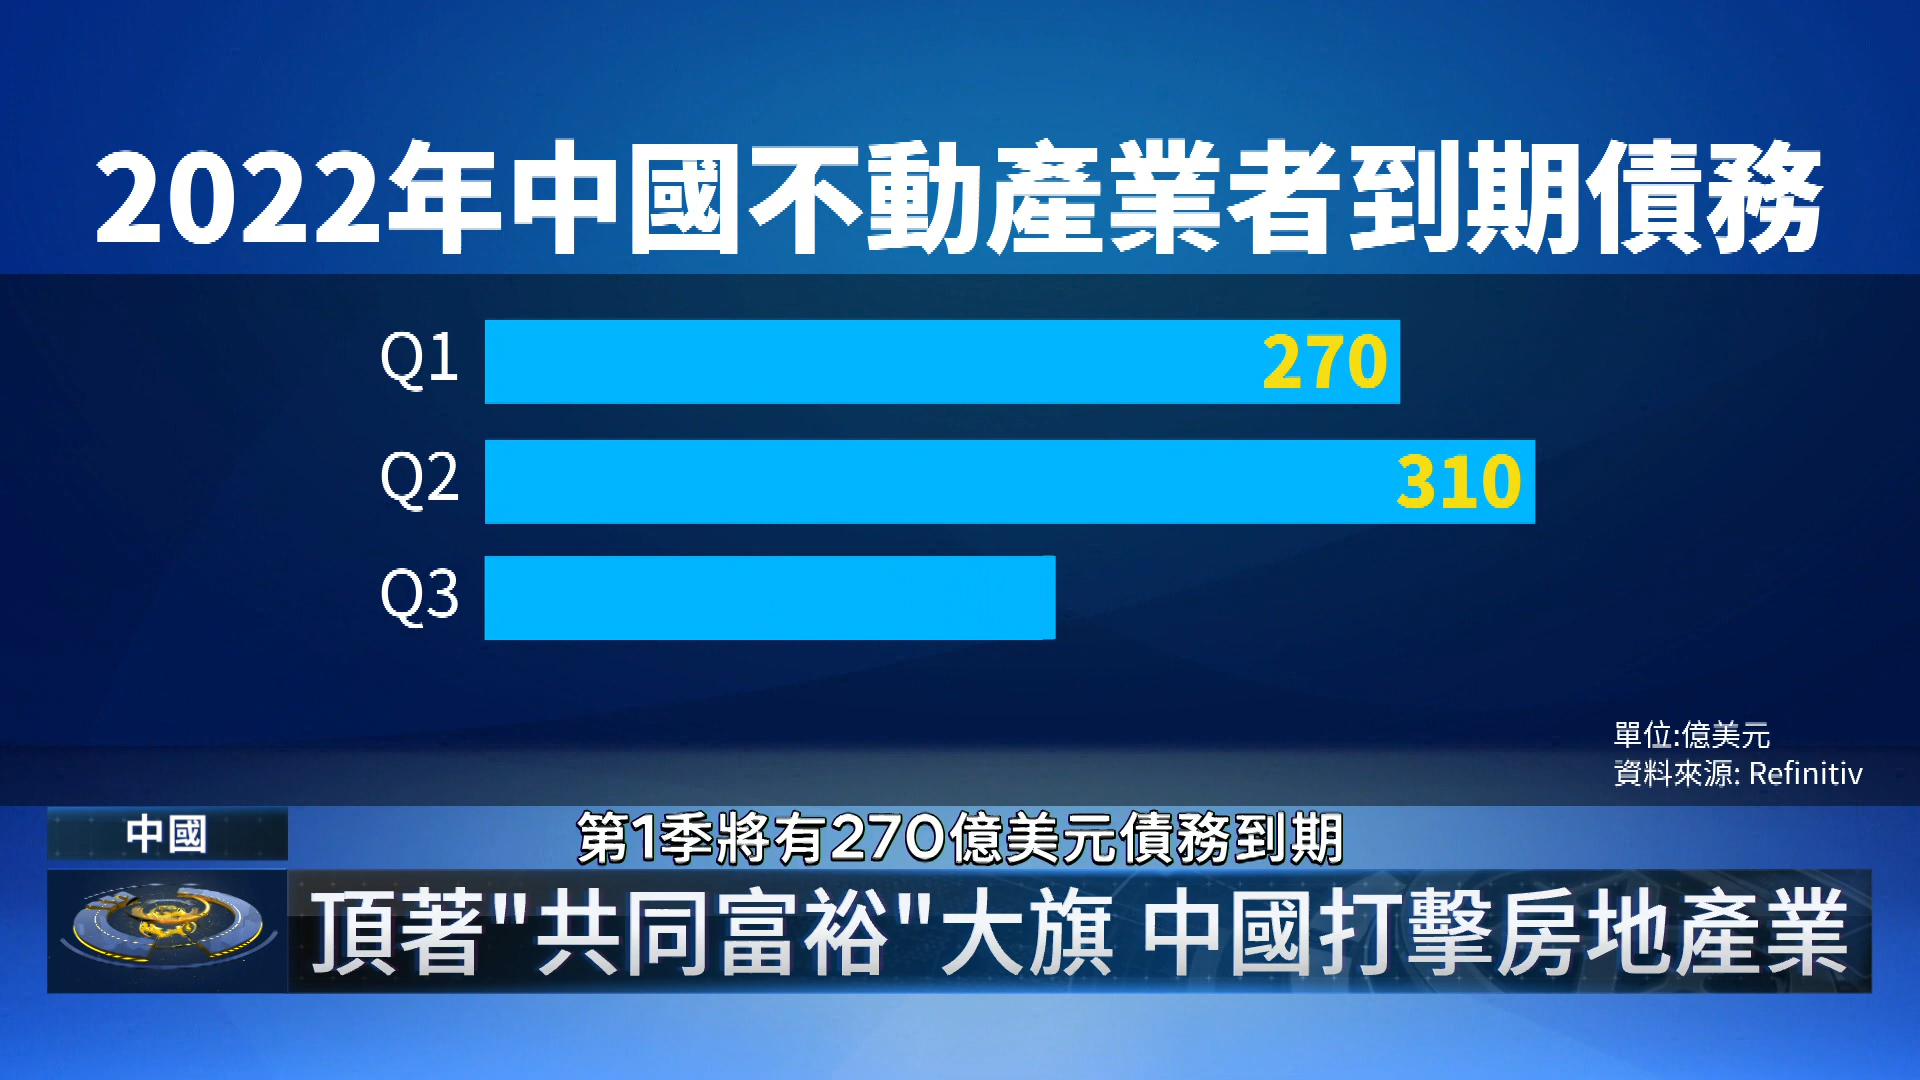 2022年中國不動產業者到期債務
Q1 270
Q2 310
Q3
單位:億美元
資料來源: Refinitiv
中國
第1季將有270億美元債務到期
頂著"共同富裕"大旗 中國打擊房地產業